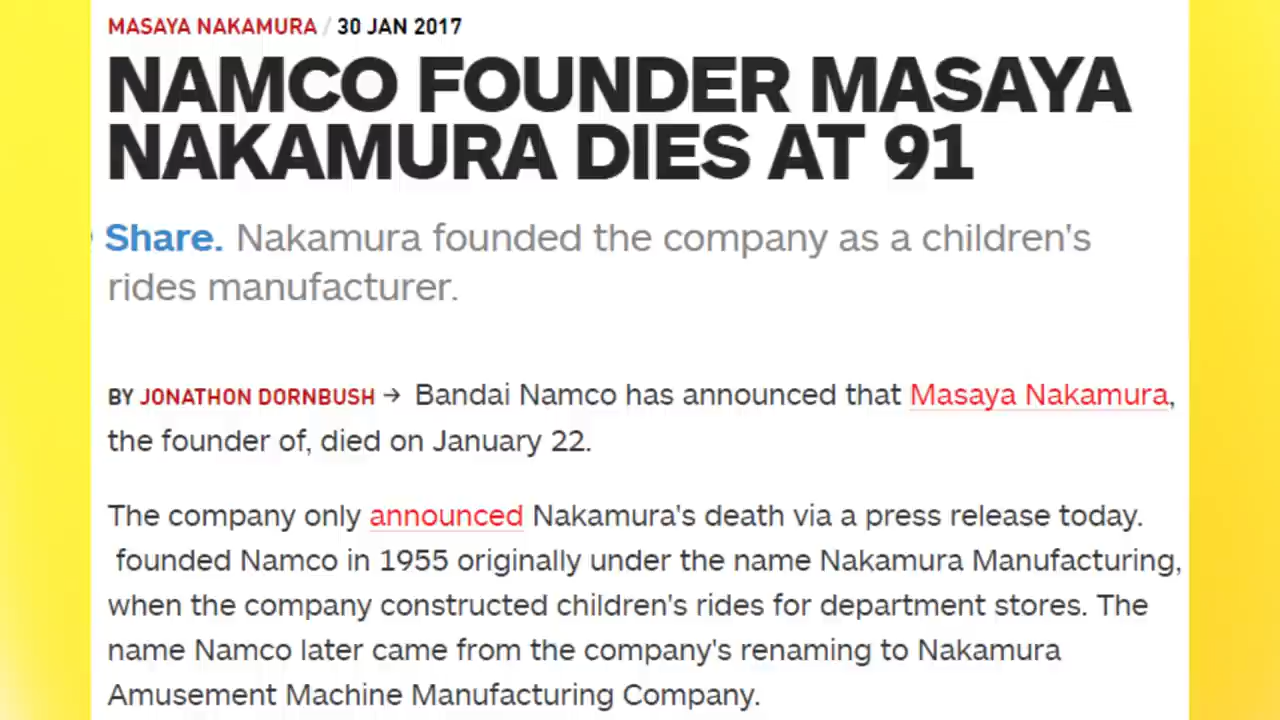 MASAYA NAKAMURA / 30 JAN 2017
NAMCO FOUNDER MASAYA
NAKAMURA DIES AT 91
Share. Nakamura founded the company as a children's
rides manufacturer.
BY JONATHON DORNBUSH → Bandai Namco has announced that Masaya Nakamura,
the founder of, died on January 22.
The company only announced Nakamura's death via a press release today.
founded Namco in 1955 originally under the name Nakamura Manufacturing,
when the company constructed children's rides for department stores. The
name Namco later came from the company's renaming to Nakamura
Amusement Machine Manufacturing Company.